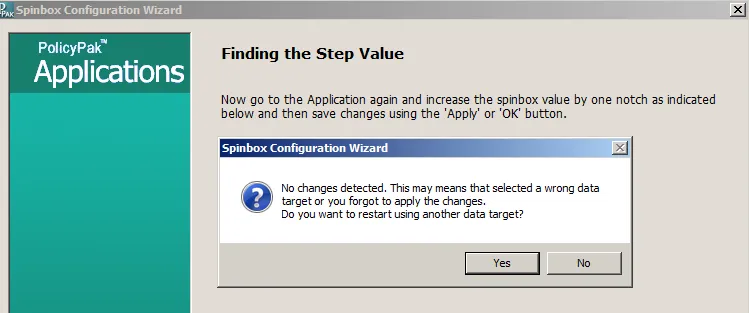 Spinbox Configuration Wizard
PolicyPak™
Applications
Finding the Step Value
Now go to the Application again and increase the spinbox value by one notch as indicated
below and then save changes using the 'Apply' or 'OK' button.
Spinbox Configuration Wizard
No changes detected. This may means that selected a wrong data
target or you forgot to apply the changes.
Do you want to restart using another data target?
Yes
No